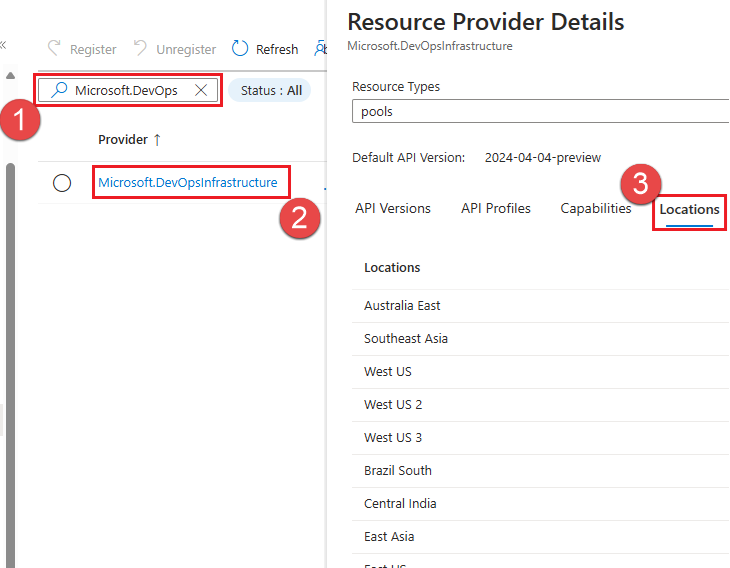 Register Unregister Refresh
Microsoft.DevOps Status : All
1
Provider ↑
Microsoft.DevOpsInfrastructure
2
Resource Provider Details
Microsoft.DevOpsInfrastructure
Resource Types
pools
Default API Version: 2024-04-04-preview
3
API Versions API Profiles Capabilities Locations
Locations
Australia East
Southeast Asia
West US
West US 2
West US 3
Brazil South
Central India
East Asia
East US